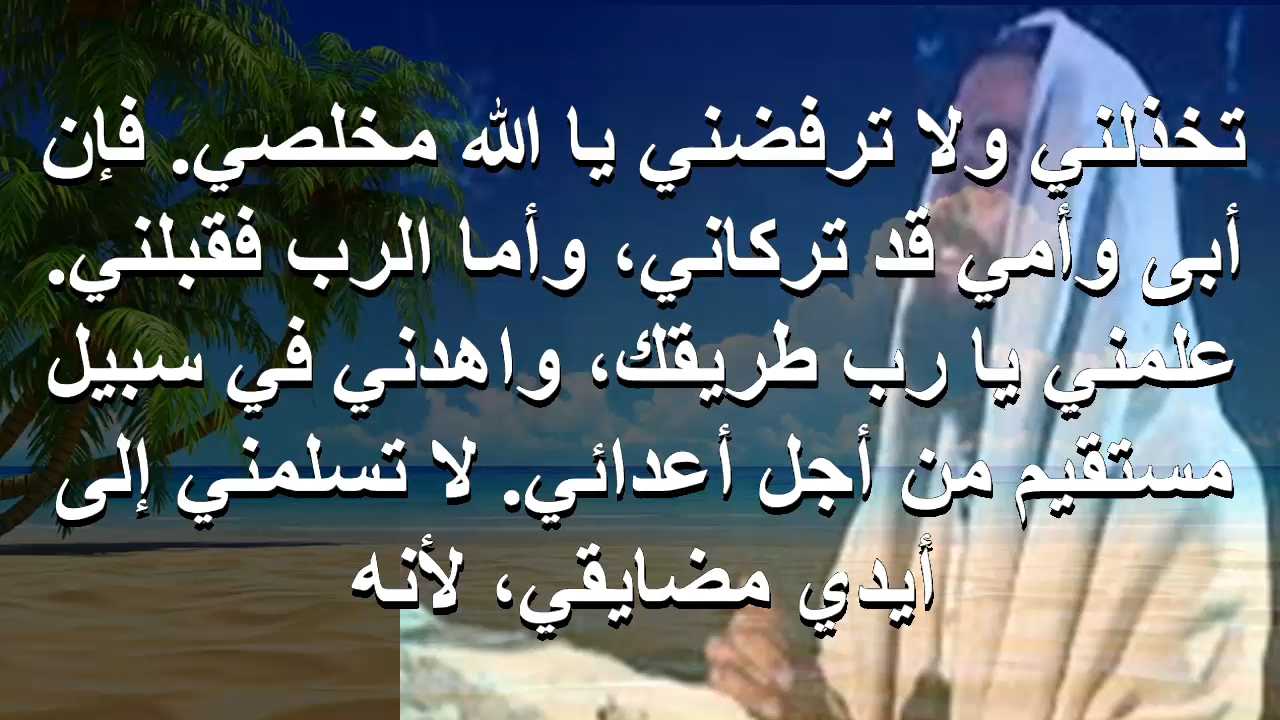 تخذلني ولا ترفضني يا الله مخلصي. فإن
أبى وأمي قد تركاني، وأما الرب فقبلني.
علمني يا رب طريقك، واهدني في سبيل
مستقيم من أجل أعدائي. لا تسلمني إلى
أيدي مضايقي، لأنه